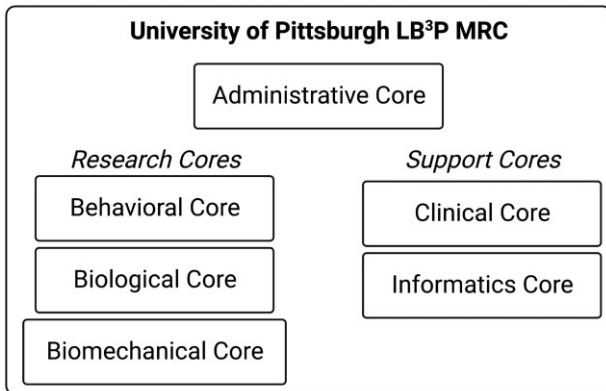 University of Pittsburgh LB³P MRC
Administrative Core
Research Cores
Behavioral Core
Biological Core
Biomechanical Core
Support Cores
Clinical Core
Informatics Core